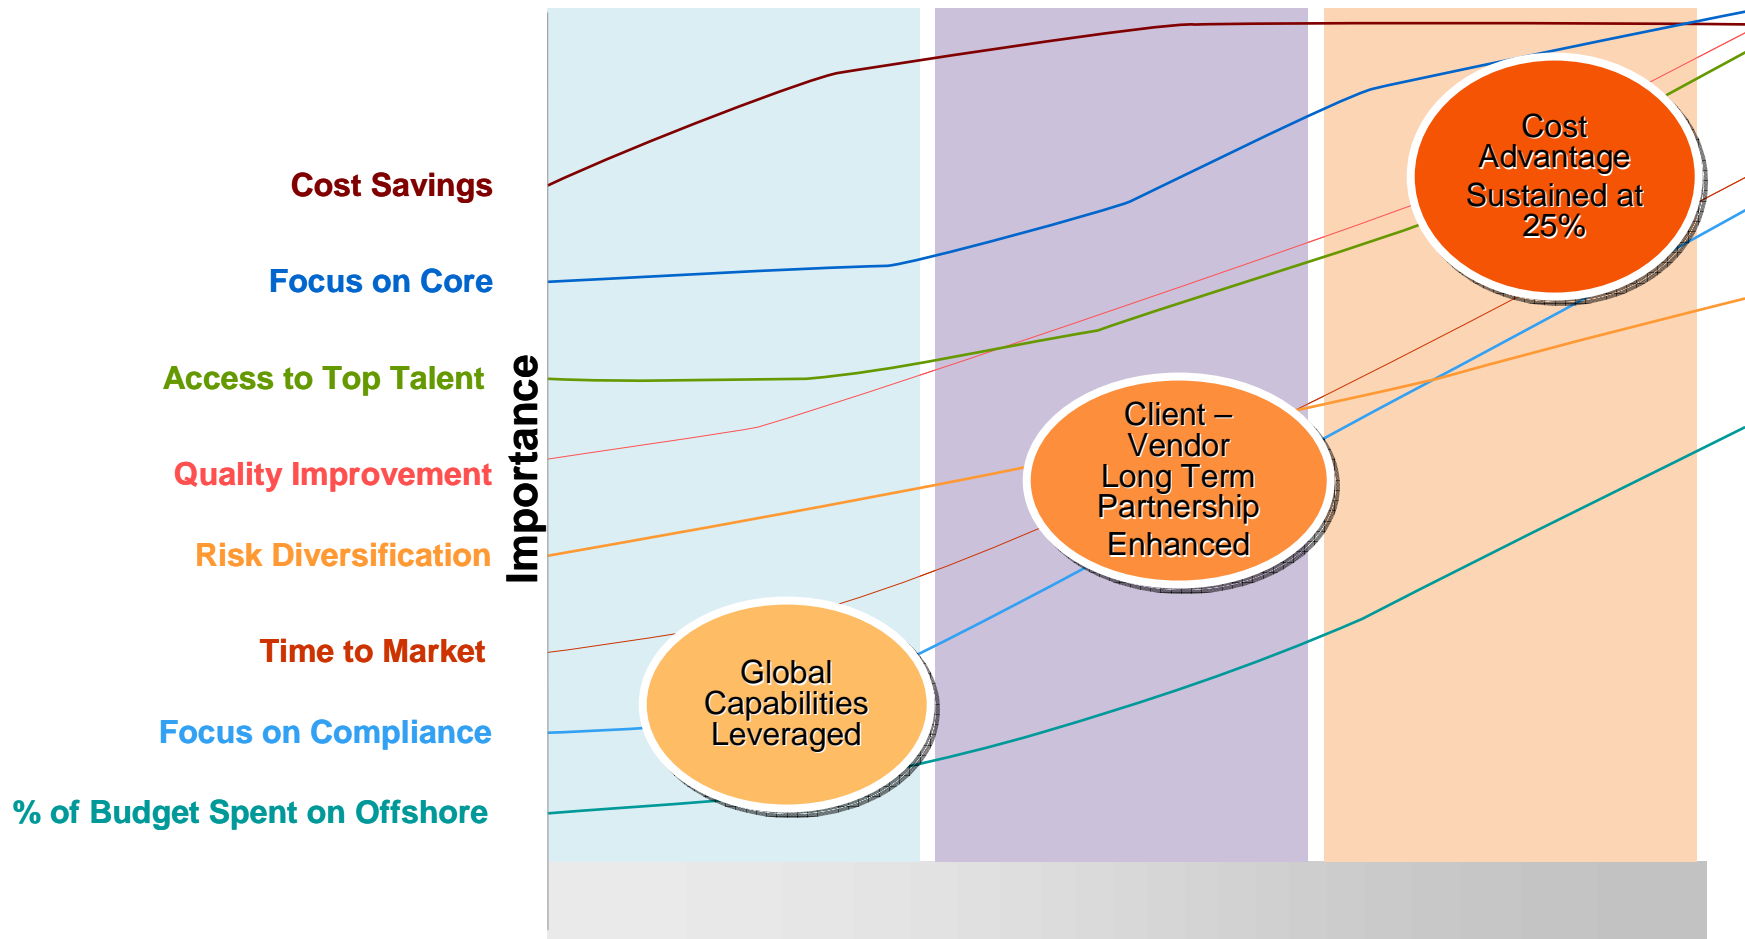 Cost Savings
Focus on Core
Access to Top Talent
Quality Improvement
Risk Diversification
Time to Market
Focus on Compliance
% of Budget Spent on Offshore
Importance
Global
Capabilities
Leveraged
Client –
Vendor
Long Term
Partnership
Enhanced
Cost
Advantage
Sustained at
25%